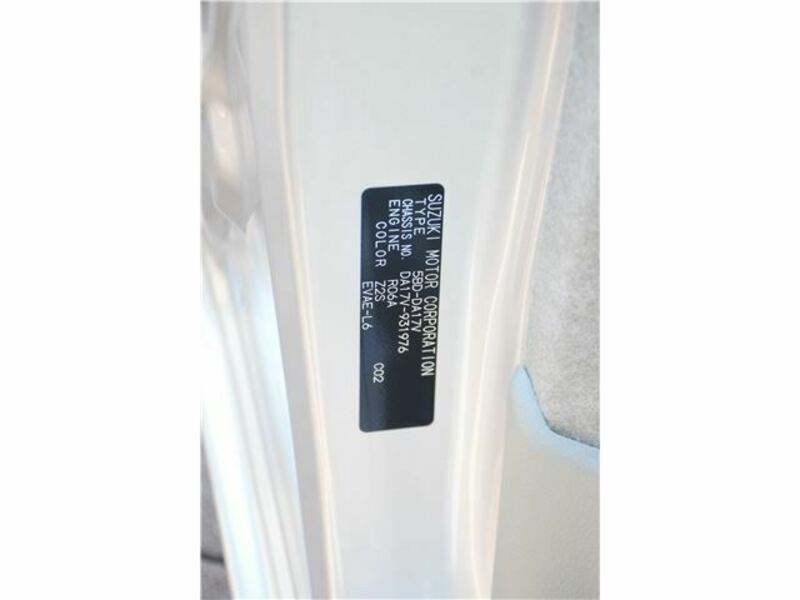 SUZUKI MOTOR CORPORATION
TYPE 5BD-DA17V
CHASSIS NO. DA17V-931976
ENGINE R06A
COLOR Z2S C02
EVAE-L6